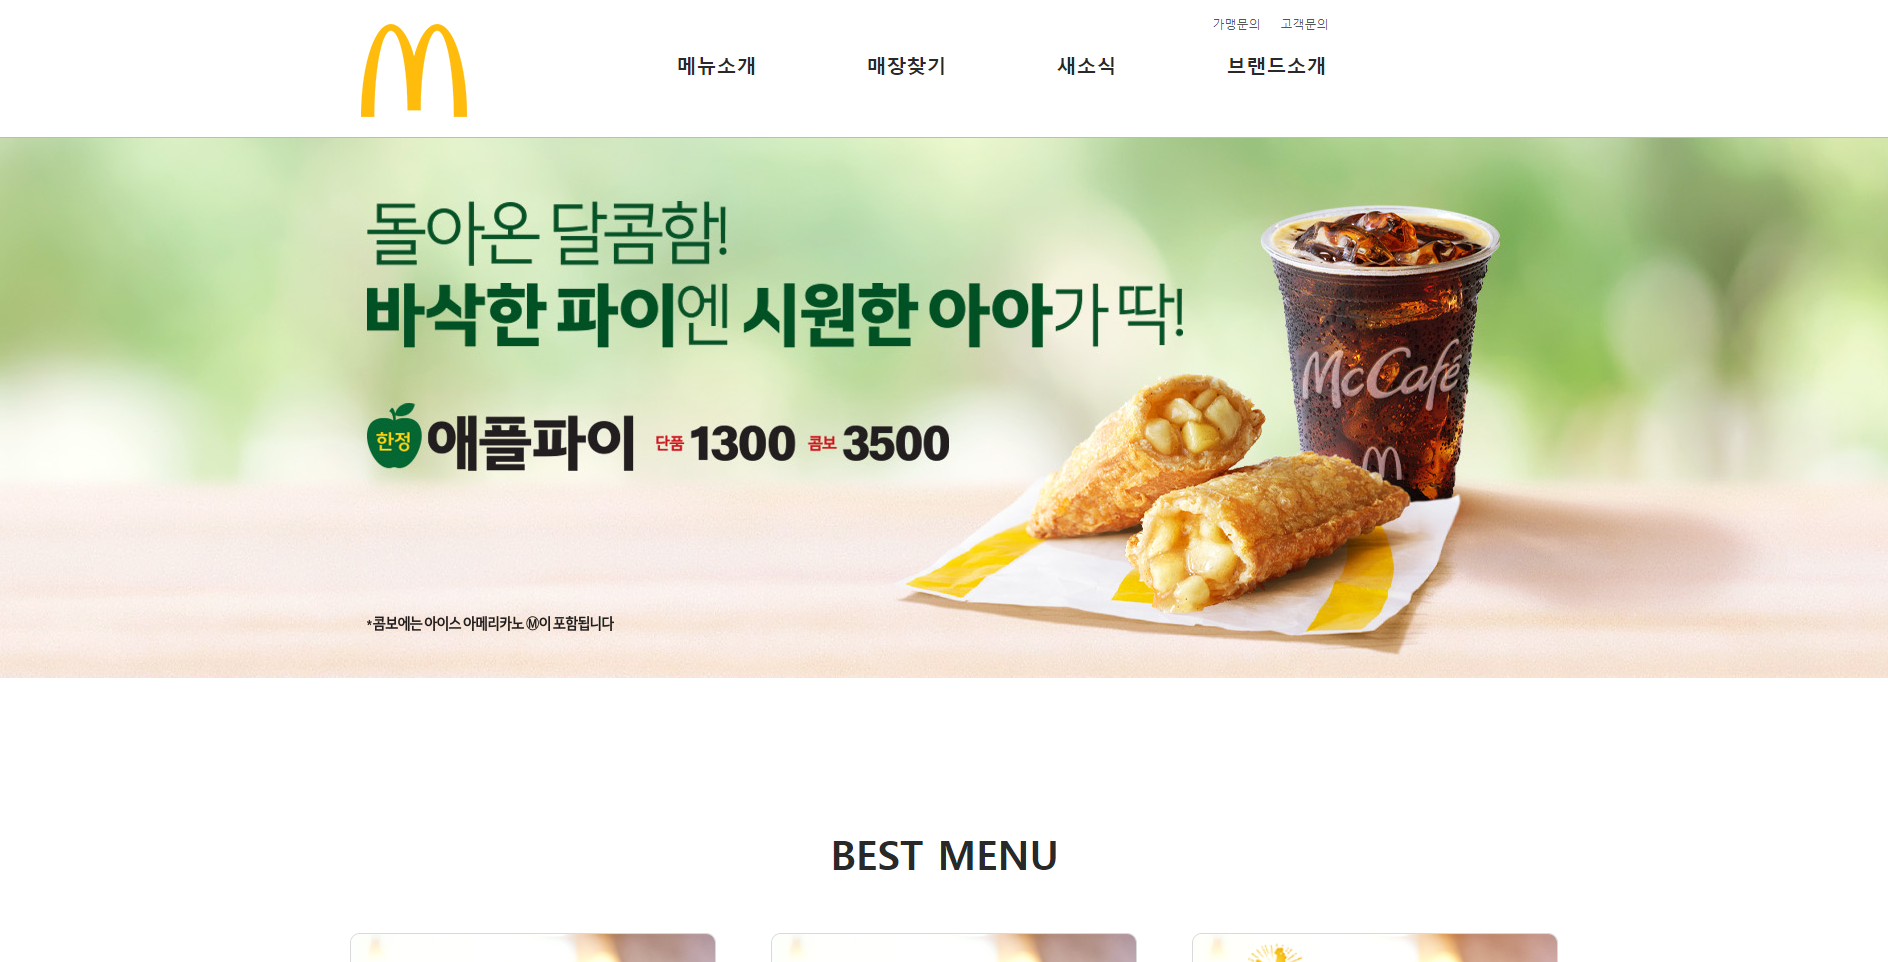 가맹문의 고객문의
메뉴소개 매장찾기 새소식 브랜드소개
돌아온 달콤함!
바삭한 파이엔 시원한 아아가 딱!
한정 애플파이 단품 1300 콤보 3500
McCafé
*콤보에는 아이스 아메리카노 Ⓜ이 포함됩니다
BEST MENU